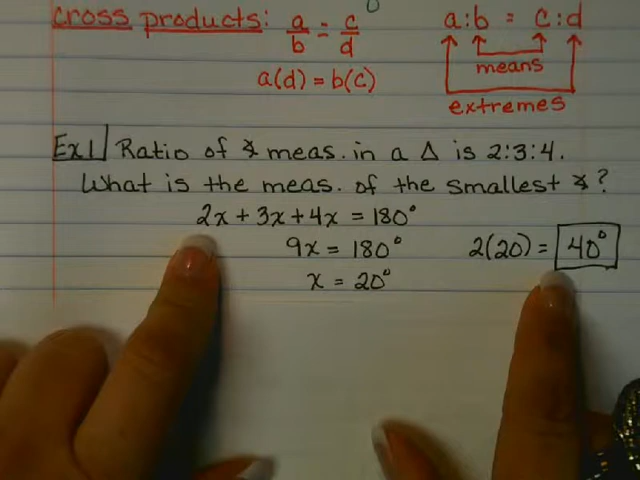 cross products: a/b = c/d
a:b = c:d
a(d) = b(c)
means
extremes
Ex1 Ratio of ∡ meas. in a Δ is 2:3:4.
What is the meas. of the smallest ∡?
2x + 3x + 4x = 180°
9x = 180°
2(20) = 40°
x = 20°